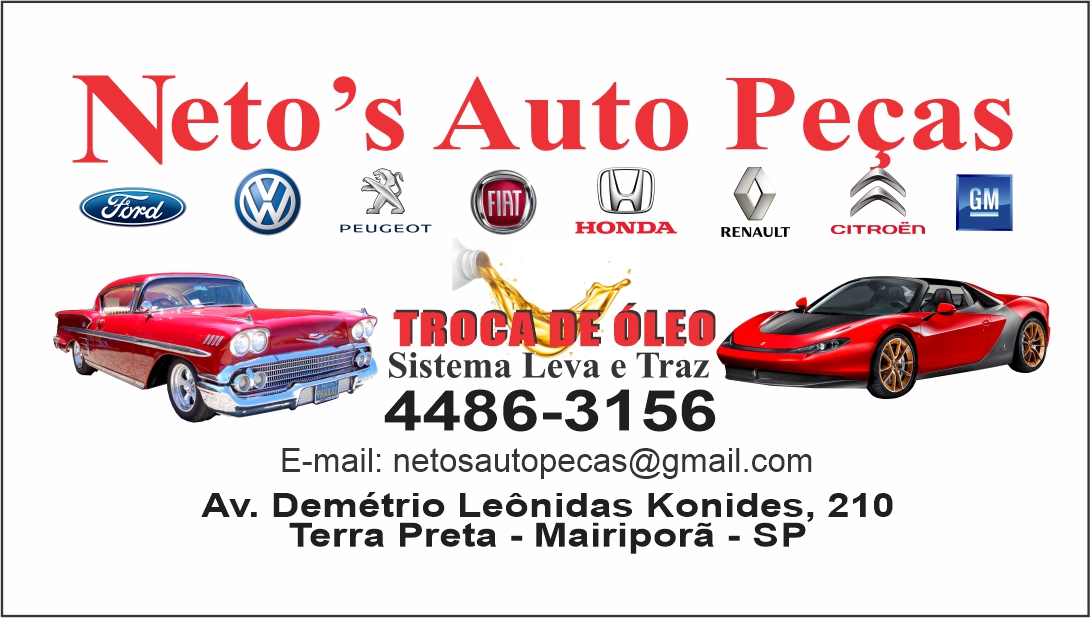 Neto's Auto Peças
Ford
VW
PEUGEOT
FIAT
HONDA
RENAULT
CITROËN
GM
TROCA DE ÓLEO
Sistema Leva e Traz
4486-3156
E-mail: netosautopecas@gmail.com
Av. Demétrio Leônidas Konides, 210
Terra Preta - Mairiporã - SP